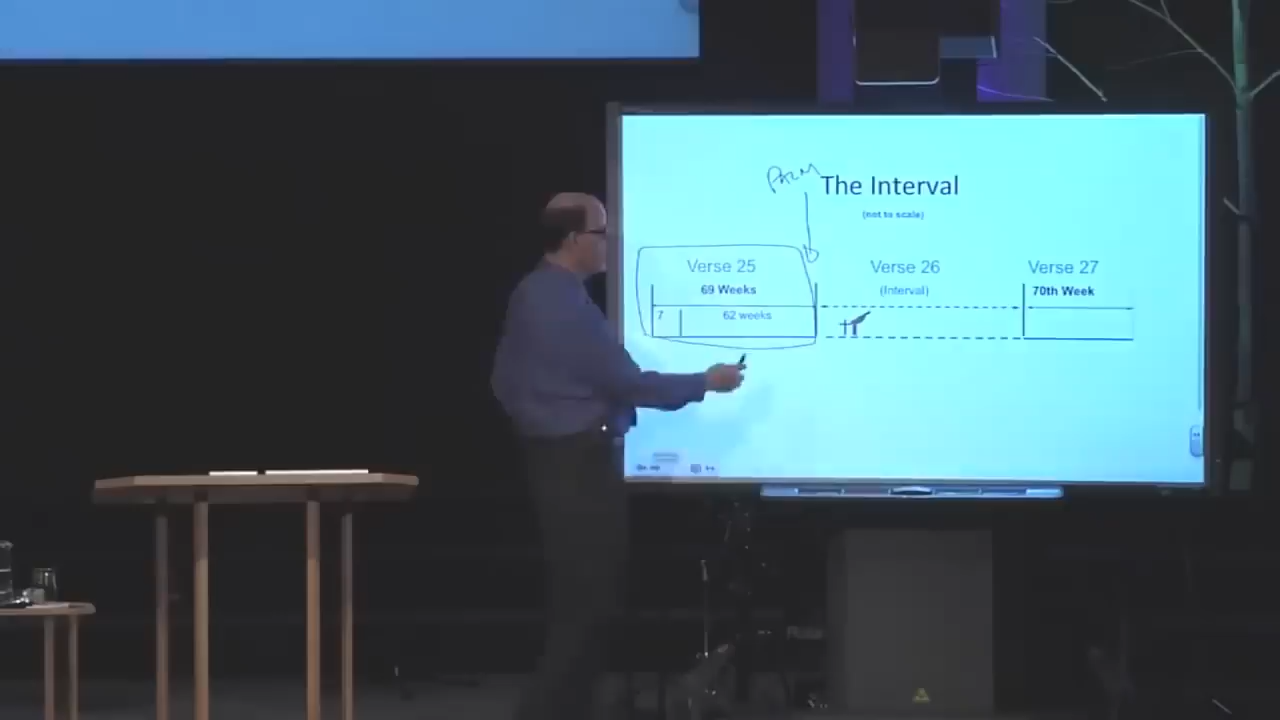 PALM
The Interval
(not to scale)
Verse 25
Verse 26
Verse 27
69 Weeks
(Interval)
70th Week
7
62 weeks